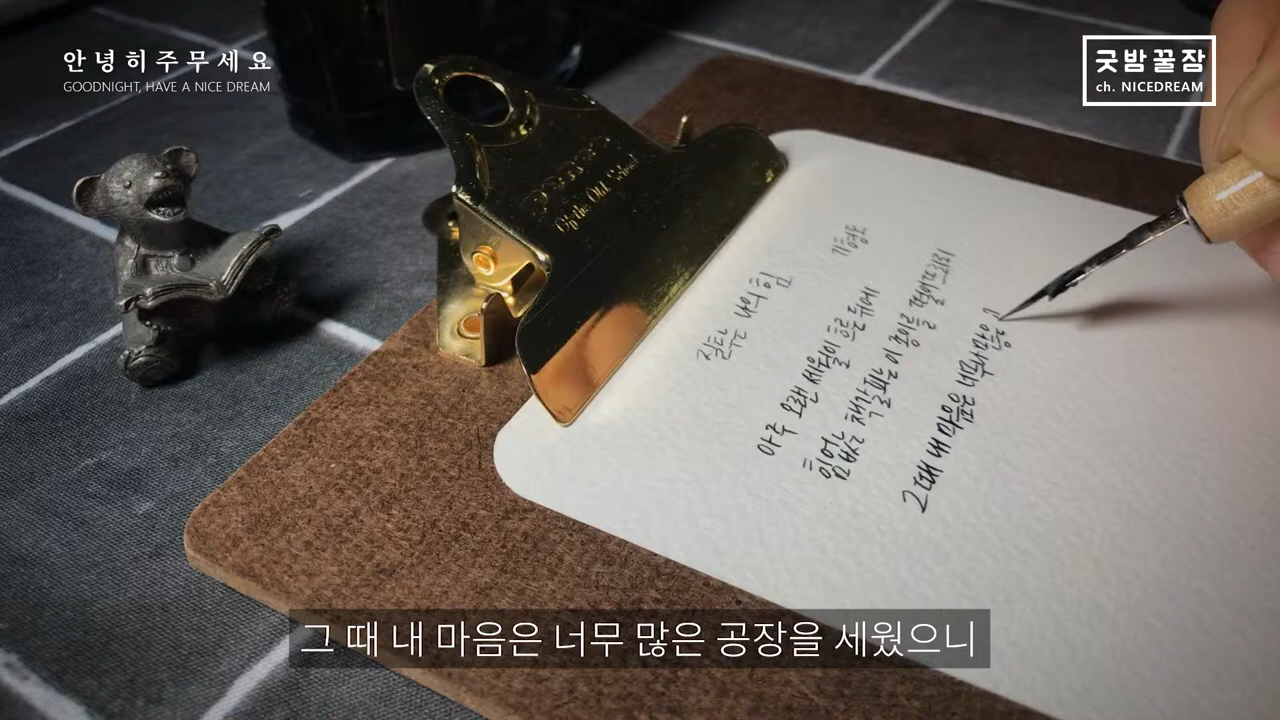 안녕히주무세요
GOODNIGHT, HAVE A NICE DREAM
굿밤꿀잠
ch. NICEDREAM
Of the Old School
질투는 나의 힘
기형도
아주 오랜 세월이 흐른 뒤에
힘없는 책갈피는 이 종이를 떨어뜨리리
그때 내 마음은 너무나 많은
그 때 내 마음은 너무 많은 공장을 세웠으니